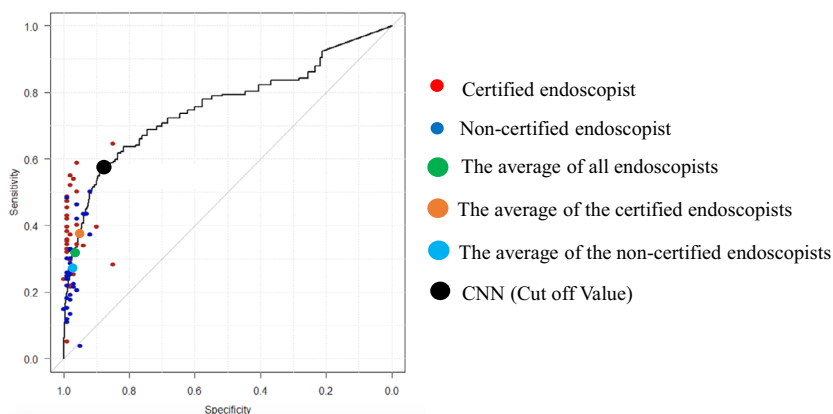 1.0
0.8
0.6
0.4
0.2
0.0
Sensitivity
1.0
0.8
0.6
0.4
0.2
0.0
Specificity
Certified endoscopist
Non-certified endoscopist
The average of all endoscopists
The average of the certified endoscopists
The average of the non-certified endoscopists
CNN (Cut off Value)